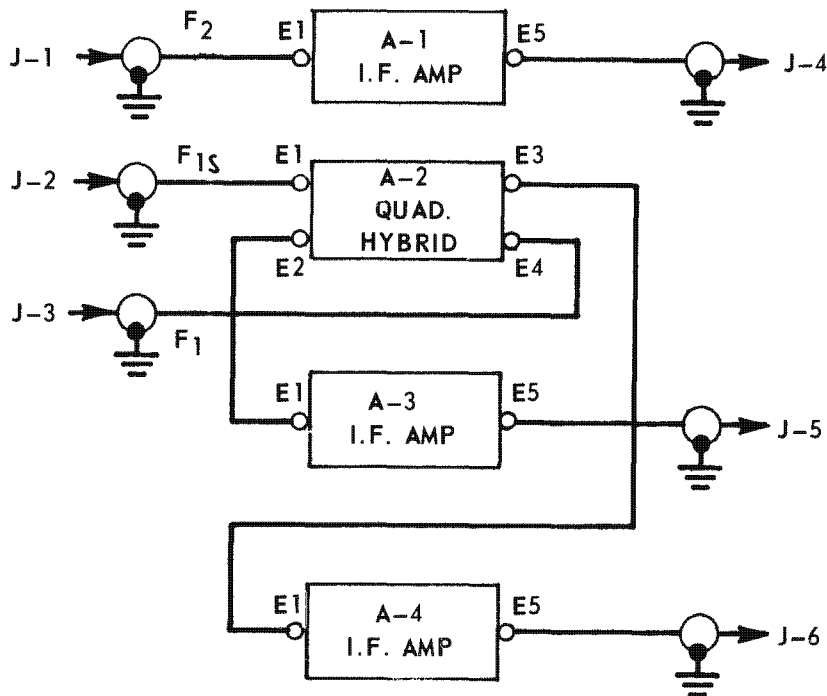 F2
J-1
E1
A-1
I.F. AMP
E5
J-4
J-2
F1S
E1
A-2
QUAD.
HYBRID
E3
E2
E4
J-3
F1
E1
A-3
I.F. AMP
E5
J-5
E1
A-4
I.F. AMP
E5
J-6